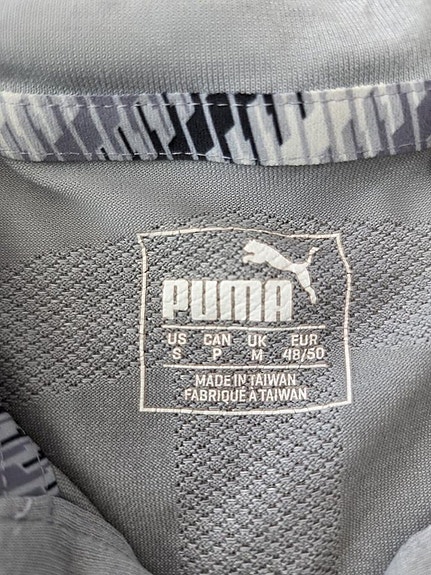 PUMA
US CAN UK EUR
S P M 48/50
MADE IN TAIWAN
FABRIQUÉ À TAIWAN